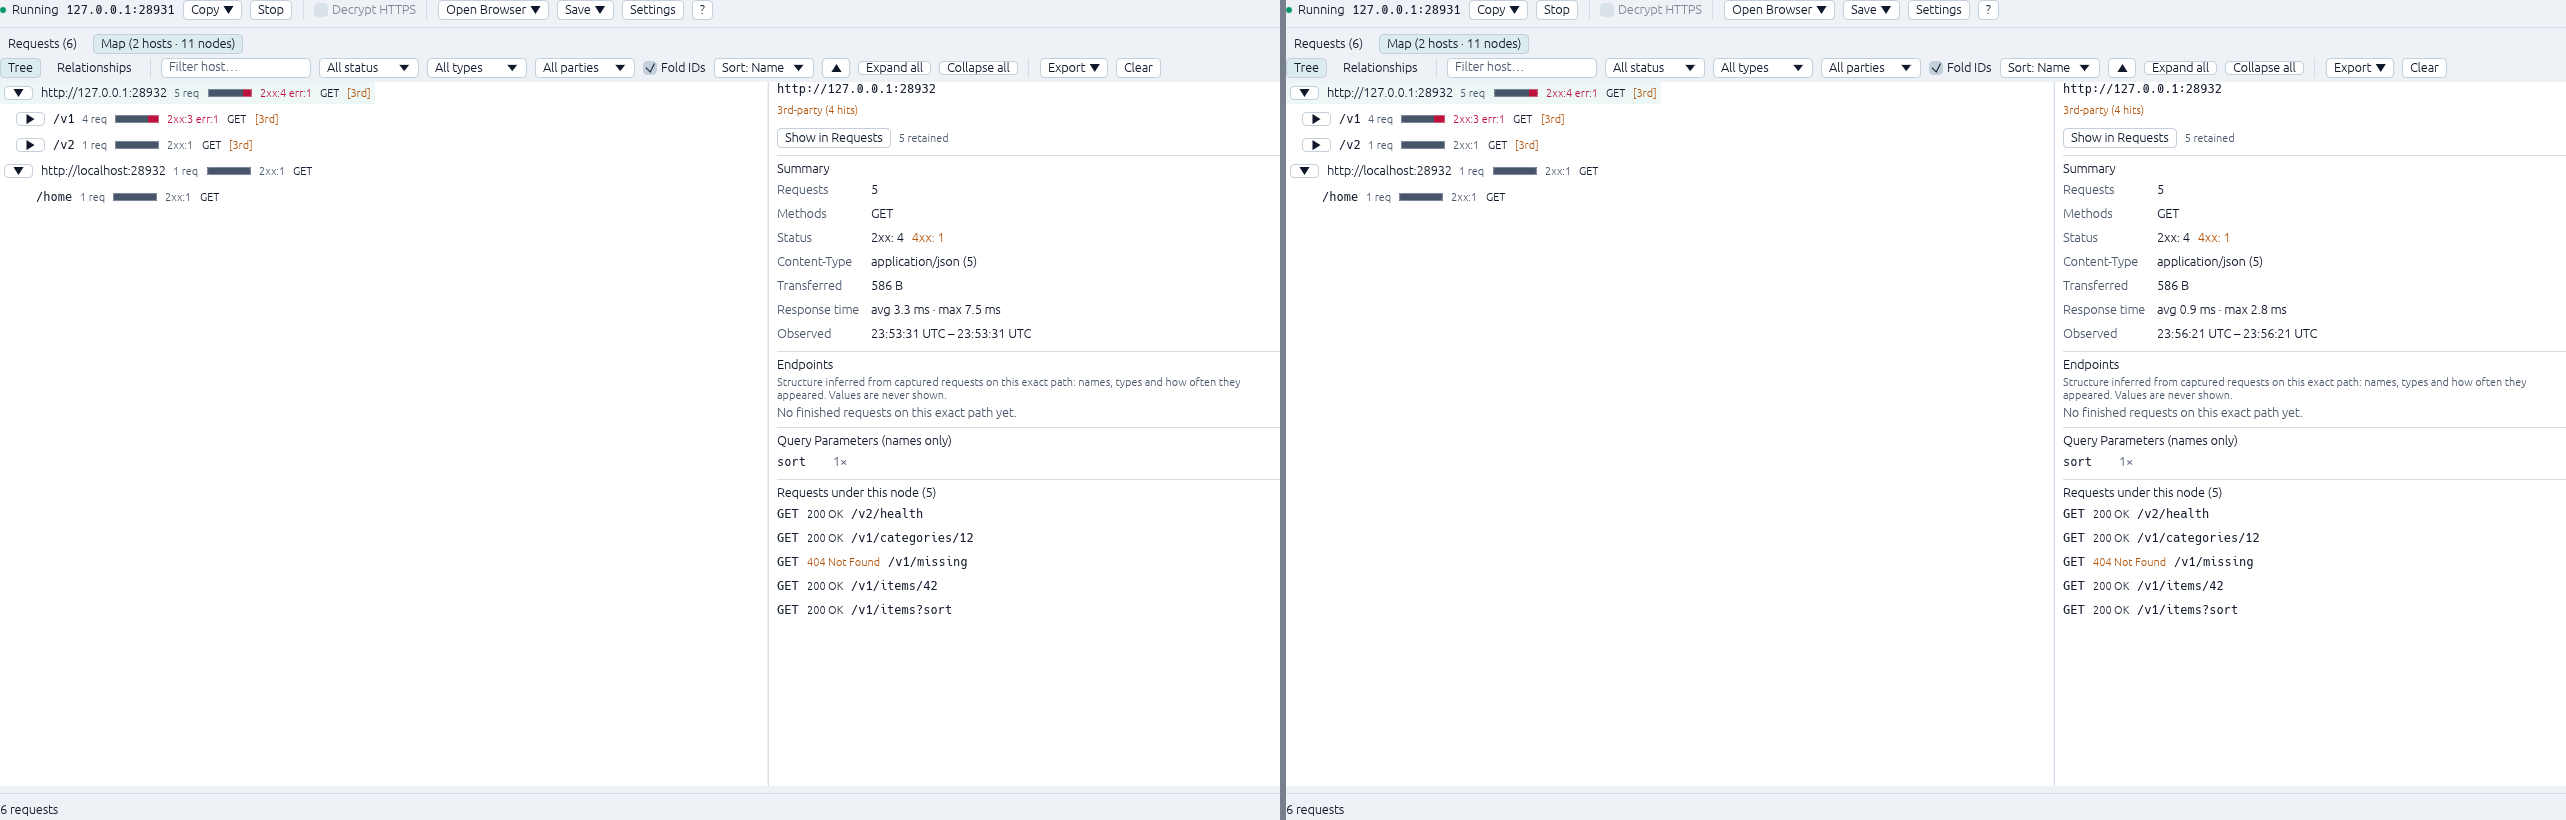 Running 127.0.0.1:28931 Copy ▼ Stop Decrypt HTTPS Open Browser ▼ Save ▼ Settings ?
Requests (6) Map (2 hosts · 11 nodes)
Tree Relationships Filter host... All status ▼ All types ▼ All parties ▼ Fold IDs Sort: Name ▼ ▲ Expand all Collapse all Export ▼ Clear
▼ http://127.0.0.1:28932 5 req 2xx:4 err:1 GET [3rd]
▶ /v1 4 req 2xx:3 err:1 GET [3rd]
▶ /v2 1 req 2xx:1 GET [3rd]
▼ http://localhost:28932 1 req 2xx:1 GET
/home 1 req 2xx:1 GET
http://127.0.0.1:28932
3rd-party (4 hits)
Show in Requests 5 retained
Summary
Requests 5
Methods GET
Status 2xx: 4 4xx: 1
Content-Type application/json (5)
Transferred 586 B
Response time avg 3.3 ms · max 7.5 ms
Observed 23:53:31 UTC – 23:53:31 UTC
Endpoints
Structure inferred from captured requests on this exact path: names, types and how often they
appeared. Values are never shown.
No finished requests on this exact path yet.
Query Parameters (names only)
sort 1×
Requests under this node (5)
GET 200 OK /v2/health
GET 200 OK /v1/categories/12
GET 404 Not Found /v1/missing
GET 200 OK /v1/items/42
GET 200 OK /v1/items?sort
6 requests
Running 127.0.0.1:28931 Copy ▼ Stop Decrypt HTTPS Open Browser ▼ Save ▼ Settings ?
Requests (6) Map (2 hosts · 11 nodes)
Tree Relationships Filter host... All status ▼ All types ▼ All parties ▼ Fold IDs Sort: Name ▼ ▲ Expand all Collapse all Export ▼ Clear
▼ http://127.0.0.1:28932 5 req 2xx:4 err:1 GET [3rd]
▶ /v1 4 req 2xx:3 err:1 GET [3rd]
▶ /v2 1 req 2xx:1 GET [3rd]
▼ http://localhost:28932 1 req 2xx:1 GET
/home 1 req 2xx:1 GET
http://127.0.0.1:28932
3rd-party (4 hits)
Show in Requests 5 retained
Summary
Requests 5
Methods GET
Status 2xx: 4 4xx: 1
Content-Type application/json (5)
Transferred 586 B
Response time avg 0.9 ms · max 2.8 ms
Observed 23:56:21 UTC – 23:56:21 UTC
Endpoints
Structure inferred from captured requests on this exact path: names, types and how often they
appeared. Values are never shown.
No finished requests on this exact path yet.
Query Parameters (names only)
sort 1×
Requests under this node (5)
GET 200 OK /v2/health
GET 200 OK /v1/categories/12
GET 404 Not Found /v1/missing
GET 200 OK /v1/items/42
GET 200 OK /v1/items?sort
6 requests